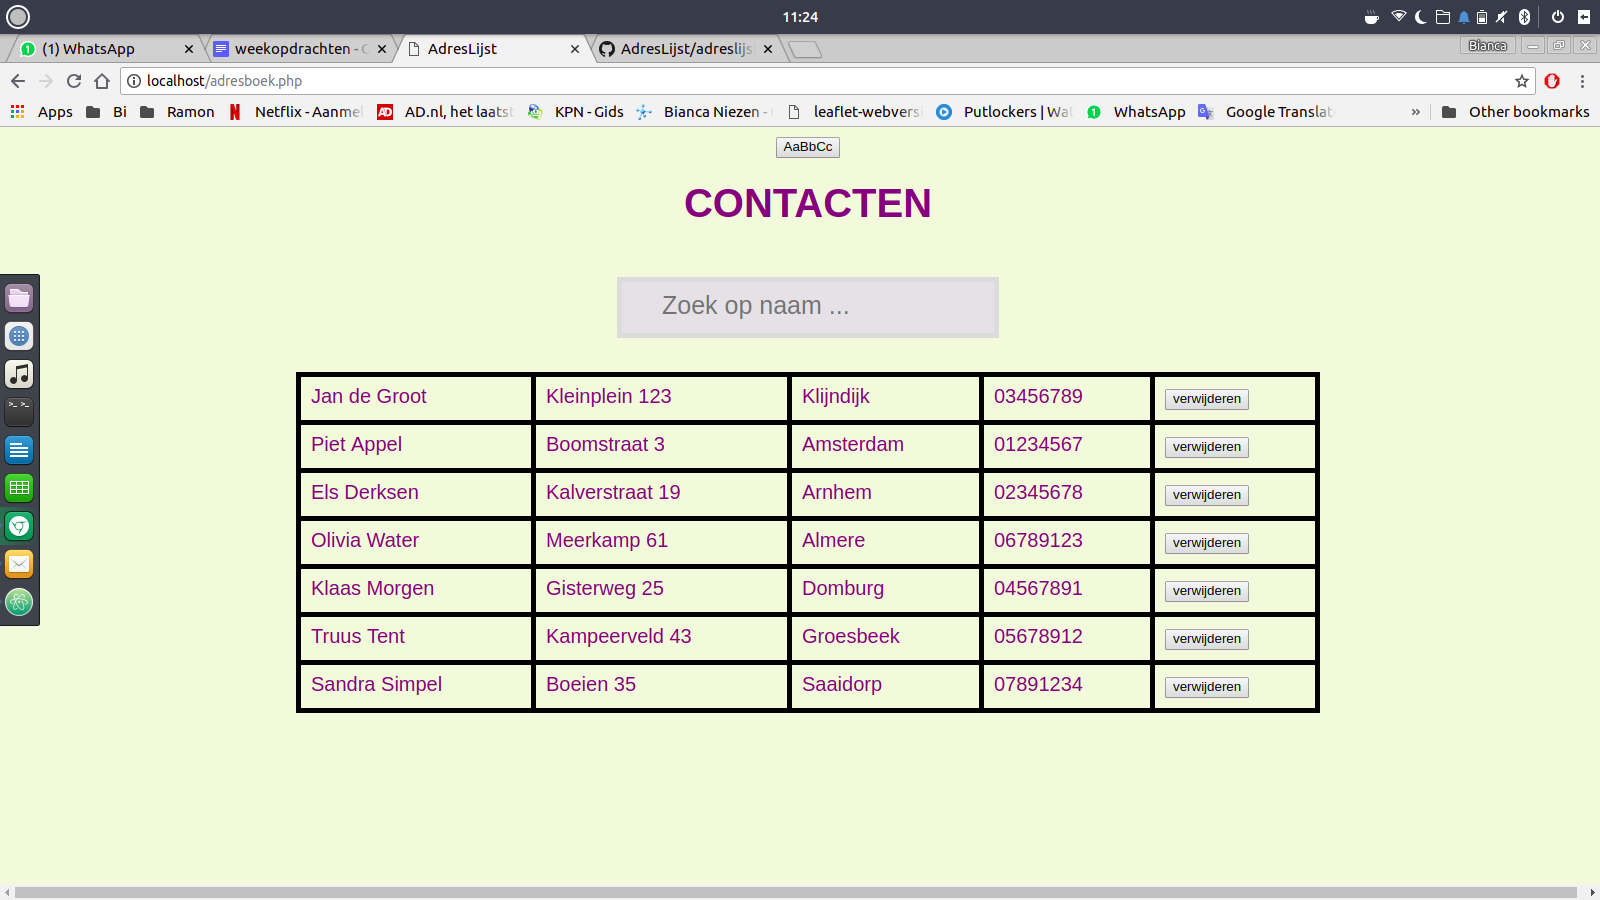 11:24
(1) WhatsApp
weekopdrachten - 
AdresLijst
AdresLijst/adreslijs
Bianca
localhost/adresboek.php
Apps Bi Ramon Netflix - Aanmel AD.nl, het laatst KPN - Gids Bianca Niezen - leaflet-webversi Putlockers | Wat WhatsApp Google Translat » Other bookmarks
AaBbCc
CONTACTEN
Zoek op naam ...
Jan de Groot Kleinplein 123 Klijndijk 03456789 verwijderen
Piet Appel Boomstraat 3 Amsterdam 01234567 verwijderen
Els Derksen Kalverstraat 19 Arnhem 02345678 verwijderen
Olivia Water Meerkamp 61 Almere 06789123 verwijderen
Klaas Morgen Gisterweg 25 Domburg 04567891 verwijderen
Truus Tent Kampeerveld 43 Groesbeek 05678912 verwijderen
Sandra Simpel Boeien 35 Saaidorp 07891234 verwijderen